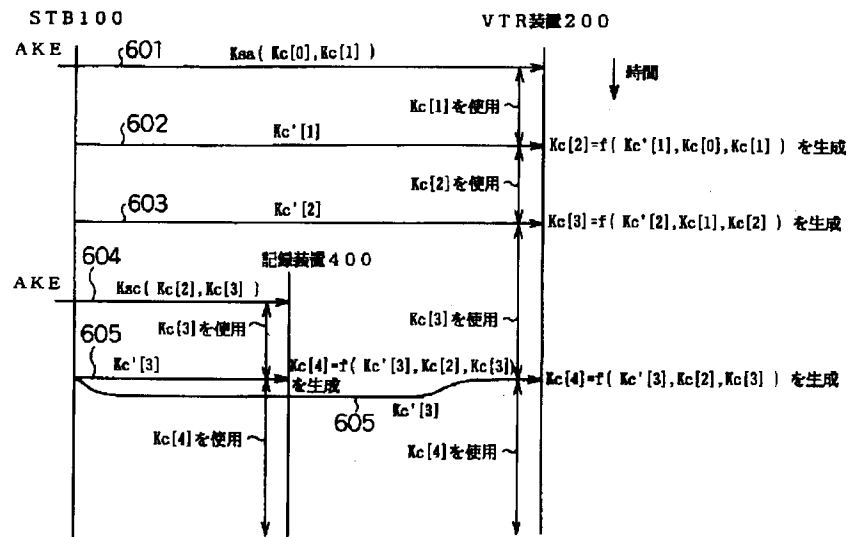 STB100
VTR装置200
AKE
601
Ksa( Kc[0],Kc[1] )
時間
Kc[1]を使用
602
Kc'[1]
Kc[2]=f( Kc'[1],Kc[0],Kc[1] ) を生成
Kc[2]を使用
603
Kc'[2]
Kc[3]=f( Kc'[2],Kc[1],Kc[2] ) を生成
記録装置400
604
AKE
Ksc( Kc[2],Kc[3] )
Kc[3]を使用
Kc[3]を使用
605
Kc'[3]
Kc[4]=f( Kc'[3],Kc[2],Kc[3] )
を生成
Kc[4]=f( Kc'[3],Kc[2],Kc[3] ) を生成
605
Kc'[3]
Kc[4]を使用
Kc[4]を使用